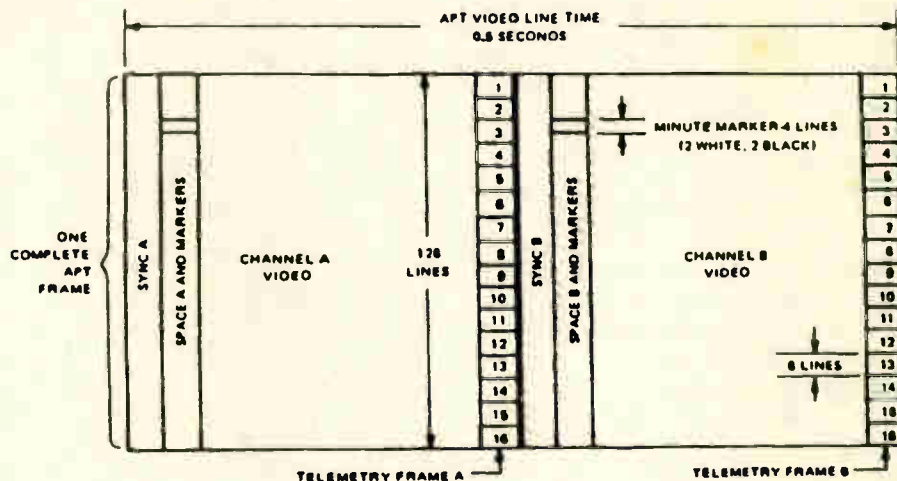 APT VIDEO LINE TIME
0.5 SECONDS
ONE
COMPLETE
APT
FRAME
SYNC A
SPACE A AND MARKERS
CHANNEL A
VIDEO
128
LINES
1
2
3
4
5
6
7
8
9
10
11
12
13
14
15
16
SYNC B
SPACE B AND MARKERS
MINUTE MARKER-4 LINES
(2 WHITE, 2 BLACK)
CHANNEL B
VIDEO
8 LINES
1
2
3
4
5
6
7
8
9
10
11
12
13
14
15
16
TELEMETRY FRAME A
TELEMETRY FRAME B